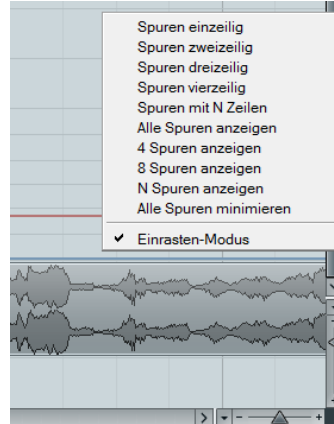 Spuren einzeilig
Spuren zweizeilig
Spuren dreizeilig
Spuren vierzeilig
Spuren mit N Zeilen
Alle Spuren anzeigen
4 Spuren anzeigen
8 Spuren anzeigen
N Spuren anzeigen
Alle Spuren minimieren
Einrasten-Modus